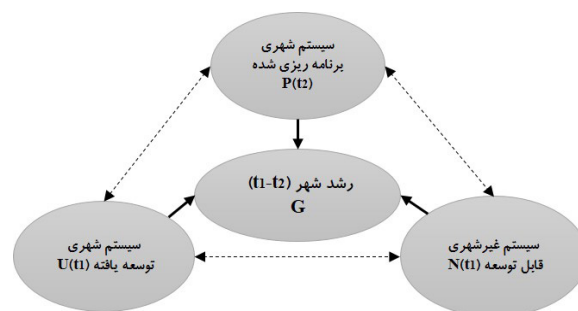 سیستم شهری
برنامه ریزی شده
P(t2)
رشد شهر (t1-t2)
G
سیستم شهری
توسعه یافته U(t1)
سیستم غیرشهری
قابل توسعه N(t1)